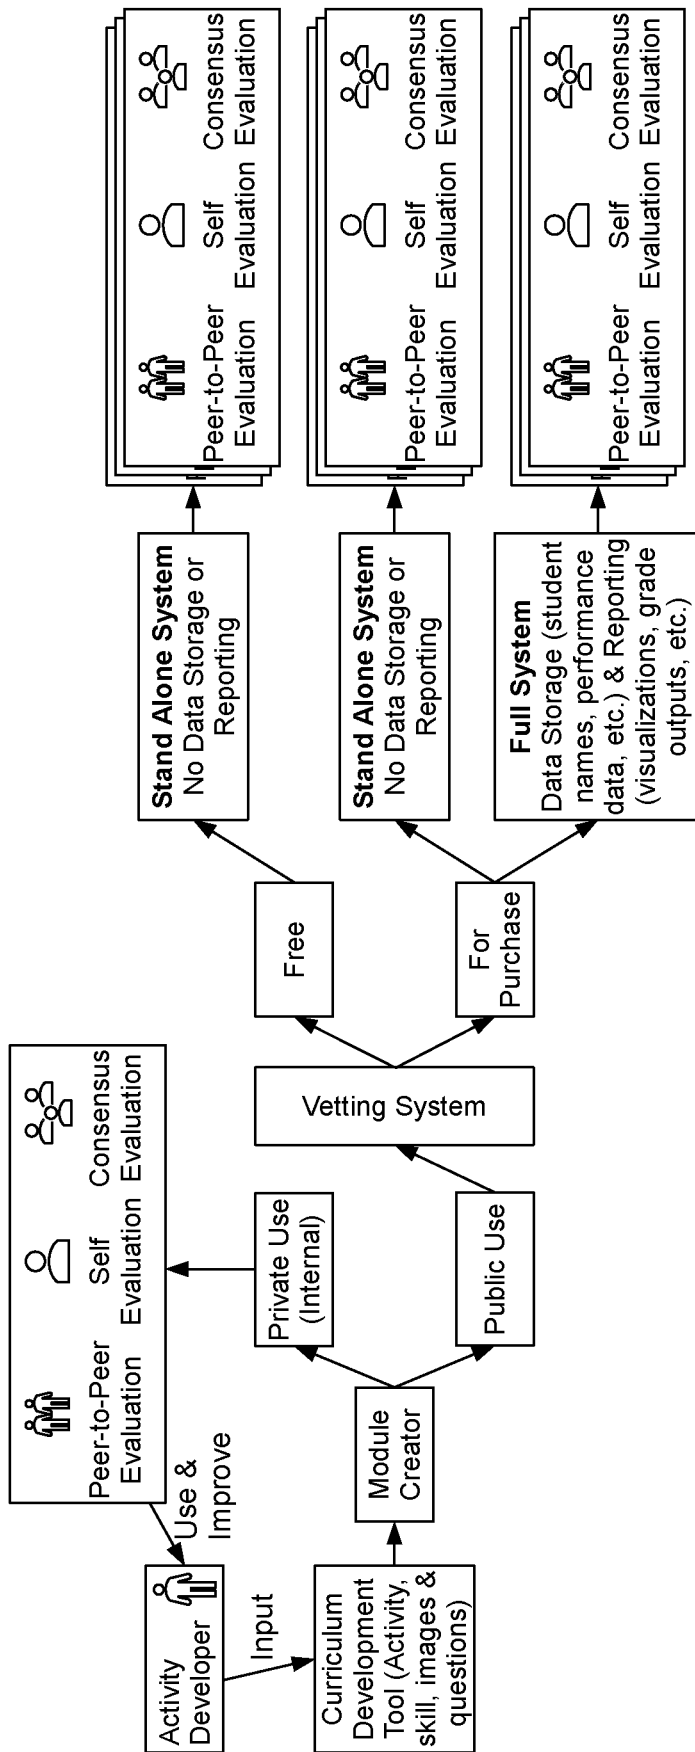 Activity
Developer
Input
Use &
Improve
Curriculum
Development
Tool (Activity,
skill, images &
questions)
Module
Creator
Private Use
(Internal)
Public Use
Peer-to-Peer
Evaluation
Self
Evaluation
Consensus
Evaluation
Vetting System
Free
For
Purchase
Stand Alone System
No Data Storage or
Reporting
Peer-to-Peer
Evaluation
Self
Evaluation
Consensus
Evaluation
Stand Alone System
No Data Storage or
Reporting
Peer-to-Peer
Evaluation
Self
Evaluation
Consensus
Evaluation
Full System
Data Storage (student
names, performance
data, etc.) & Reporting
(visualizations, grade
outputs, etc.)
Peer-to-Peer
Evaluation
Self
Evaluation
Consensus
Evaluation